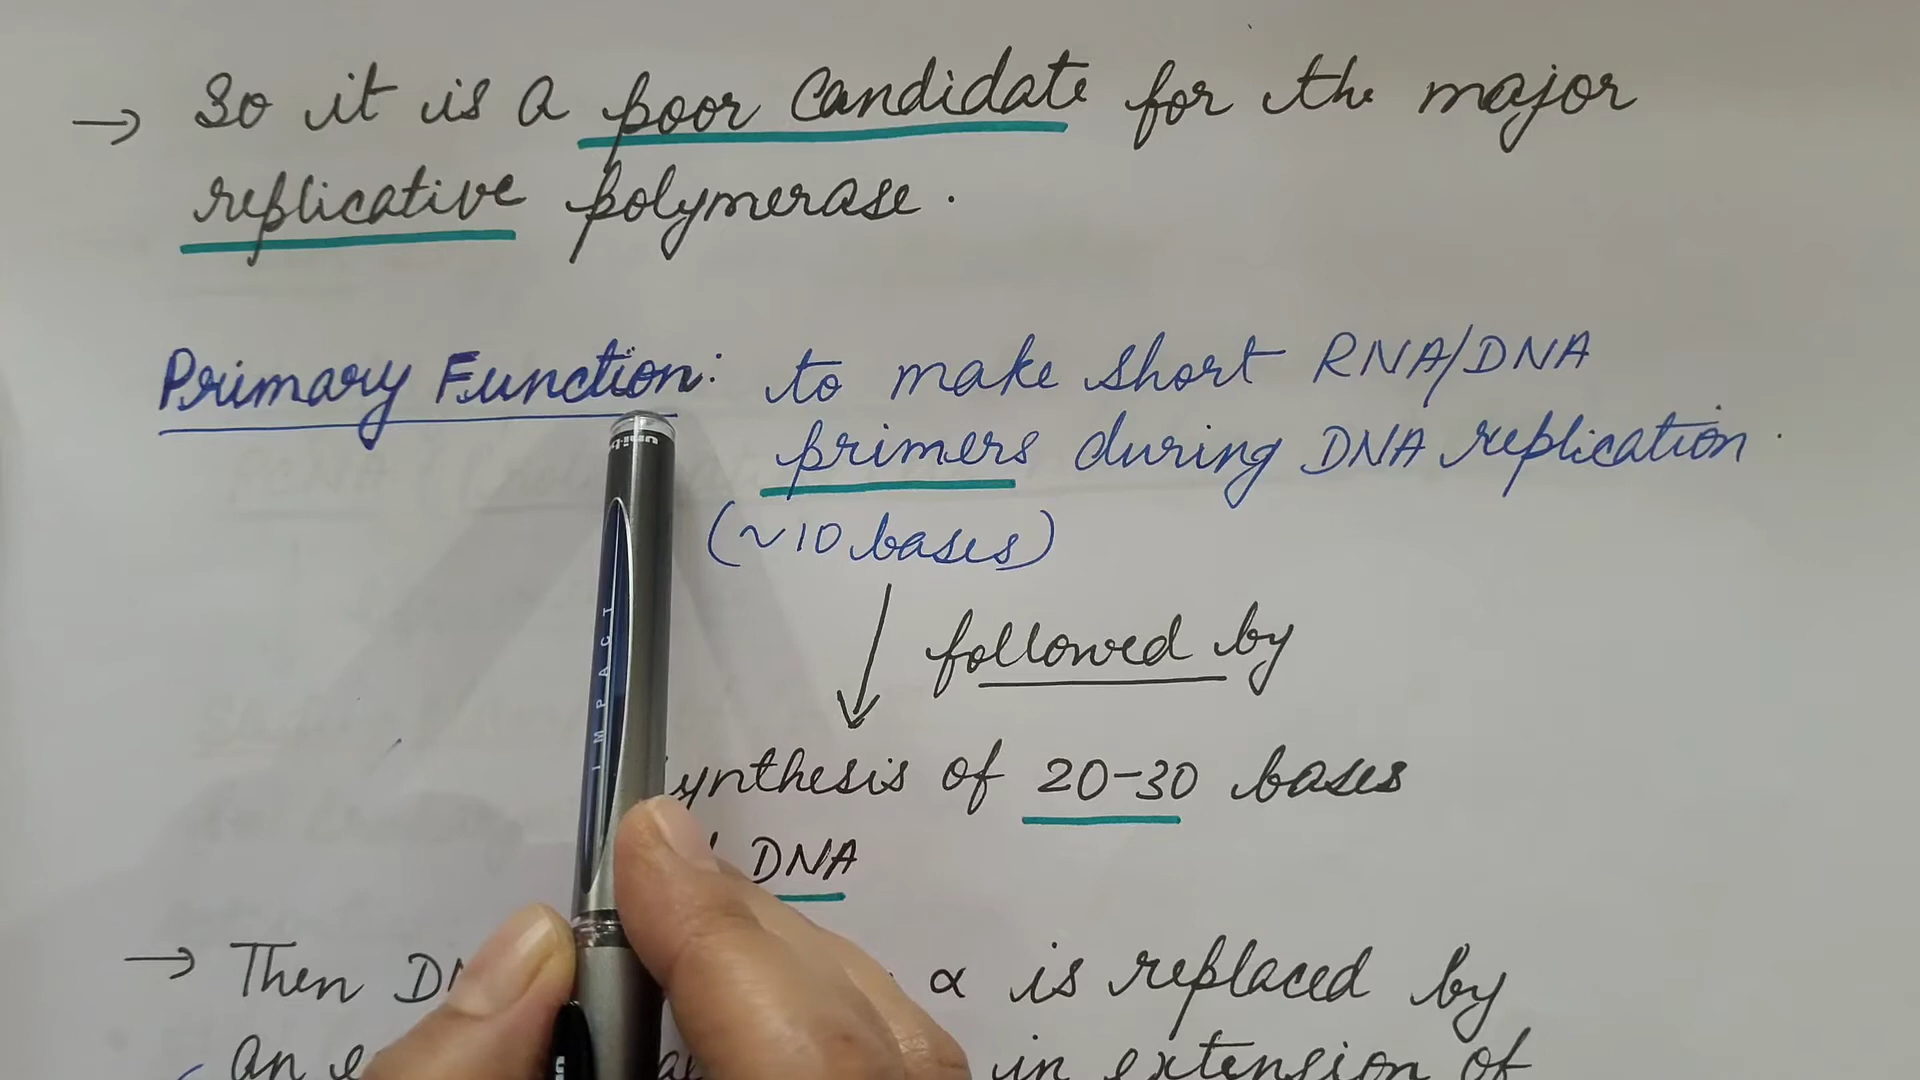 → So it is a poor candidate for the major
replicative polymerase.
Primary Function: to make short RNA/DNA
primers during DNA replication.
(~10 bases)
followed by
synthesis of 20-30 bases
DNA
→ Then α is replaced by
an in extension of
IMPACT